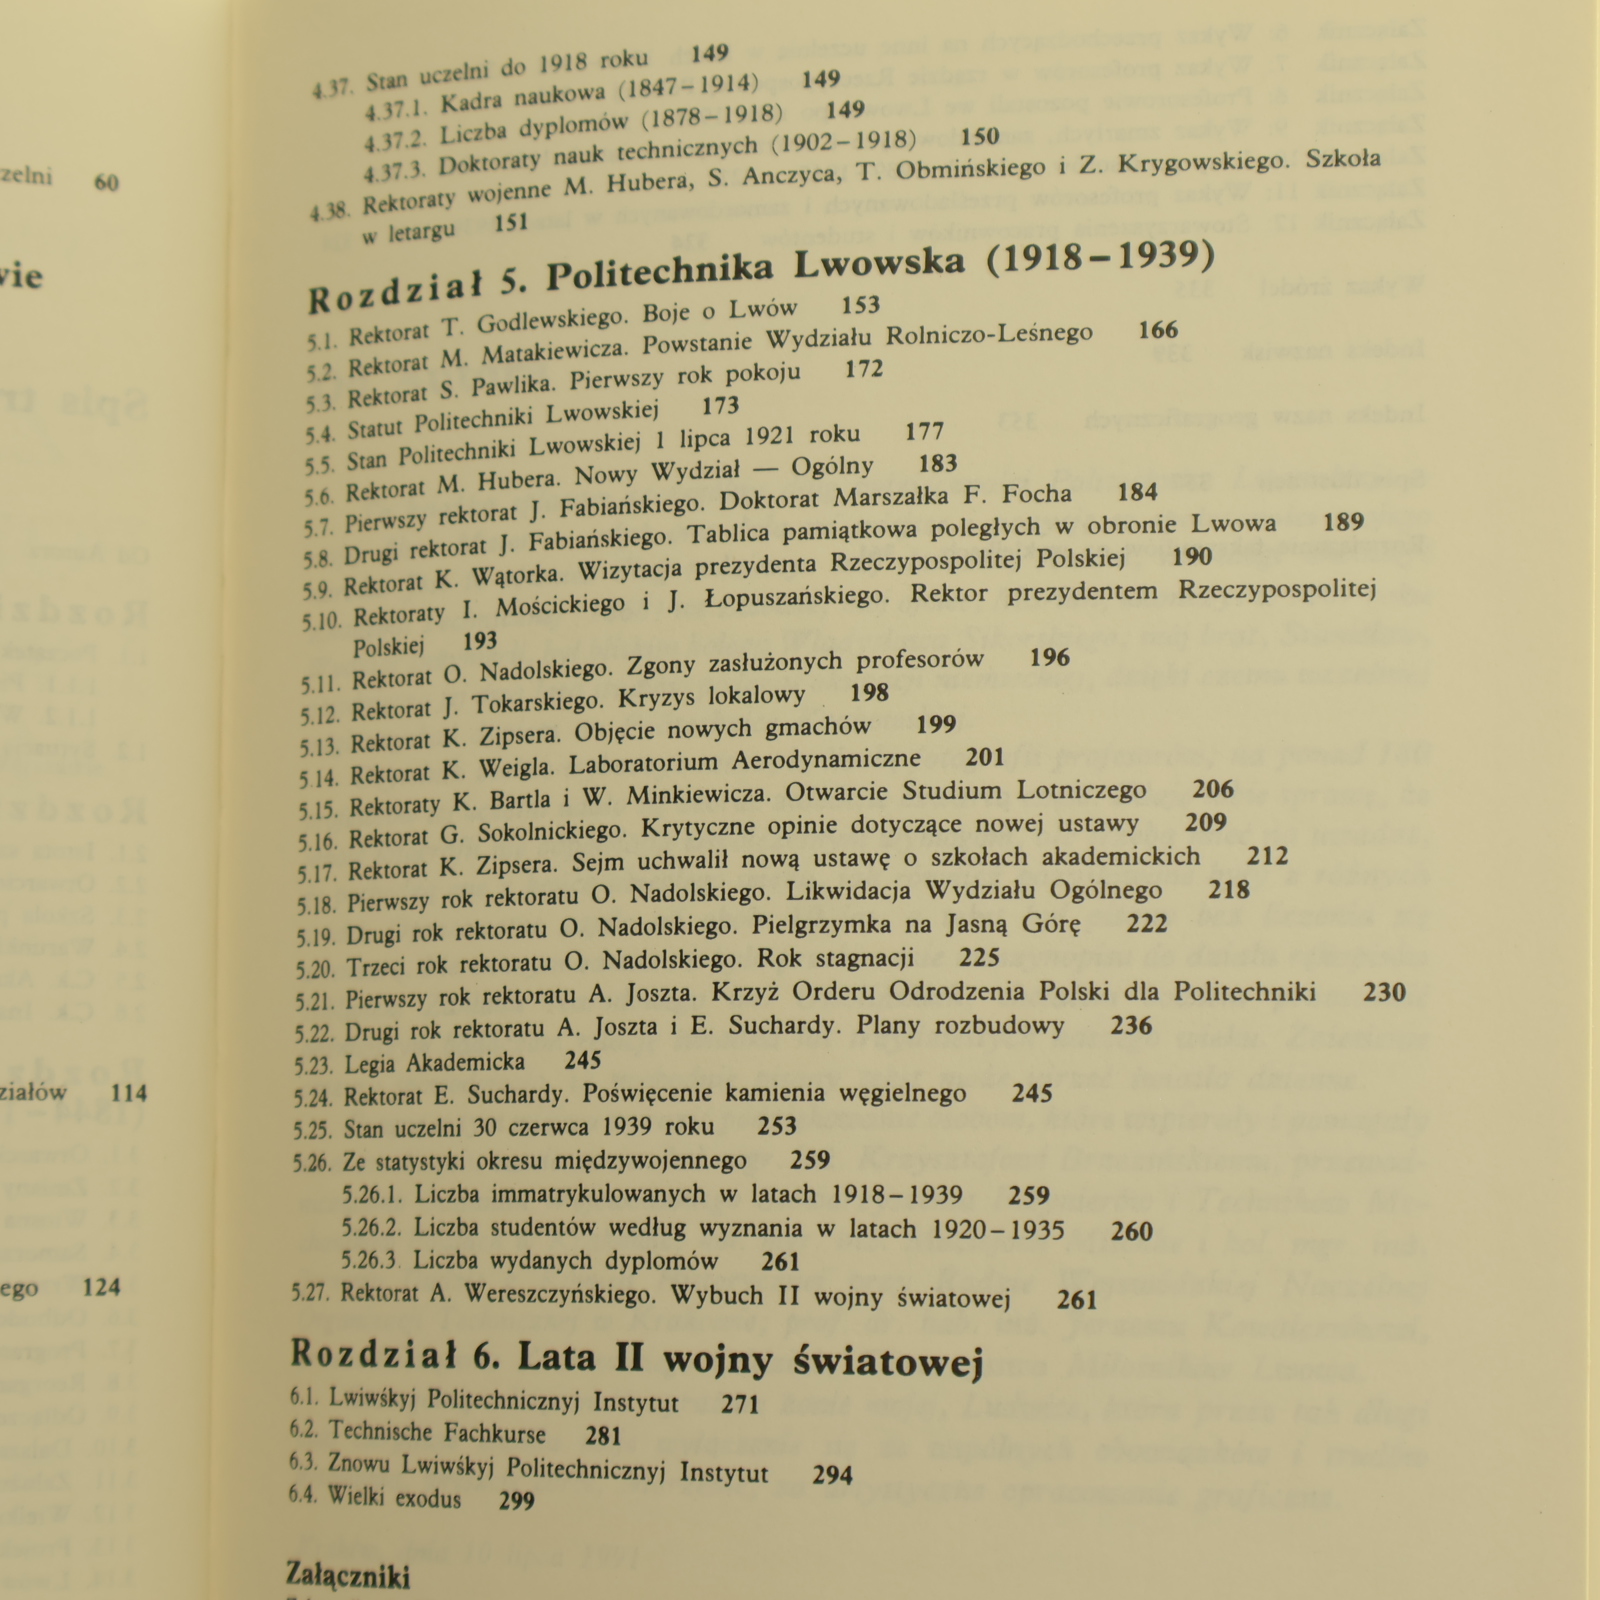 zelni 60
wie
ziałów 114
ego 124
4.37. Stan uczelni do 1918 roku 149
4.37.1. Kadra naukowa (1847–1914) 149
4.37.2. Liczba dyplomów (1878–1918) 149
4.37.3. Doktoraty nauk technicznych (1902–1918) 150
4.38. Rektoraty wojenne M. Hubera, S. Anczyca, T. Obmińskiego i Z. Krygowskiego. Szkoła
w letargu 151
Rozdział 5. Politechnika Lwowska (1918–1939)
5.1. Rektorat T. Godlewskiego. Boje o Lwów 153
5.2. Rektorat M. Matakiewicza. Powstanie Wydziału Rolniczo-Leśnego 166
5.3. Rektorat S. Pawlika. Pierwszy rok pokoju 172
5.4. Statut Politechniki Lwowskiej 173
5.5. Stan Politechniki Lwowskiej 1 lipca 1921 roku 177
5.6. Rektorat M. Hubera. Nowy Wydział — Ogólny 183
5.7. Pierwszy rektorat J. Fabiańskiego. Doktorat Marszałka F. Focha 184
5.8. Drugi rektorat J. Fabiańskiego. Tablica pamiątkowa poległych w obronie Lwowa 189
5.9. Rektorat K. Wątorka. Wizytacja prezydenta Rzeczypospolitej Polskiej 190
5.10. Rektoraty I. Mościckiego i J. Łopuszańskiego. Rektor prezydentem Rzeczypospolitej
Polskiej 193
5.11. Rektorat O. Nadolskiego. Zgony zasłużonych profesorów 196
5.12. Rektorat J. Tokarskiego. Kryzys lokalowy 198
5.13. Rektorat K. Zipsera. Objęcie nowych gmachów 199
5 14. Rektorat K. Weigla. Laboratorium Aerodynamiczne 201
5.15. Rektoraty K. Bartla i W. Minkiewicza. Otwarcie Studium Lotniczego 206
5.16. Rektorat G. Sokolnickiego. Krytyczne opinie dotyczące nowej ustawy 209
5.17. Rektorat K. Zipsera. Sejm uchwalił nową ustawę o szkołach akademickich 212
5.18. Pierwszy rok rektoratu O. Nadolskiego. Likwidacja Wydziału Ogólnego 218
5.19. Drugi rok rektoratu O. Nadolskiego. Pielgrzymka na Jasną Górę 222
5.20. Trzeci rok rektoratu O. Nadolskiego. Rok stagnacji 225
5.21. Pierwszy rok rektoratu A. Joszta. Krzyż Orderu Odrodzenia Polski dla Politechniki 230
5.22. Drugi rok rektoratu A. Joszta i E. Suchardy. Plany rozbudowy 236
5.23. Legia Akademicka 245
5.24. Rektorat E. Suchardy. Poświęcenie kamienia węgielnego 245
5.25. Stan uczelni 30 czerwca 1939 roku 253
5.26. Ze statystyki okresu międzywojennego 259
5.26.1. Liczba immatrykulowanych w latach 1918–1939 259
5.26.2. Liczba studentów według wyznania w latach 1920–1935 260
5.26.3. Liczba wydanych dyplomów 261
5.27. Rektorat A. Wereszczyńskiego. Wybuch II wojny światowej 261
Rozdział 6. Lata II wojny światowej
6.1. Lwiwśkyj Politechnicznyj Instytut 271
6.2. Technische Fachkurse 281
6.3. Znowu Lwiwśkyj Politechnicznyj Instytut 294
6.4. Wielki exodus 299
Załączniki